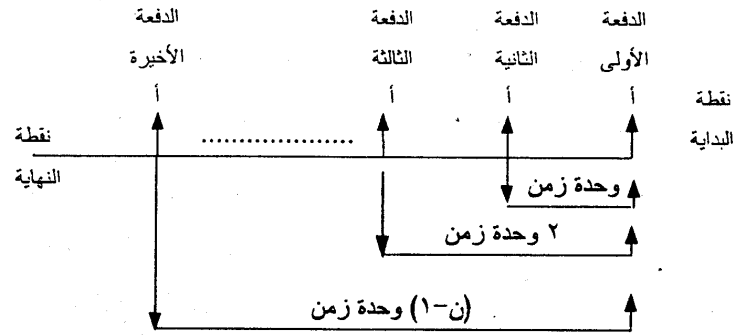 الدفعة الدفعة الدفعة الدفعة
الأولى الثانية الثالثة الأخيرة
نقطة أ أ أ أ
البداية .......................... نقطة
النهاية
وحدة زمن
٢ وحدة زمن
(ن-١) وحدة زمن